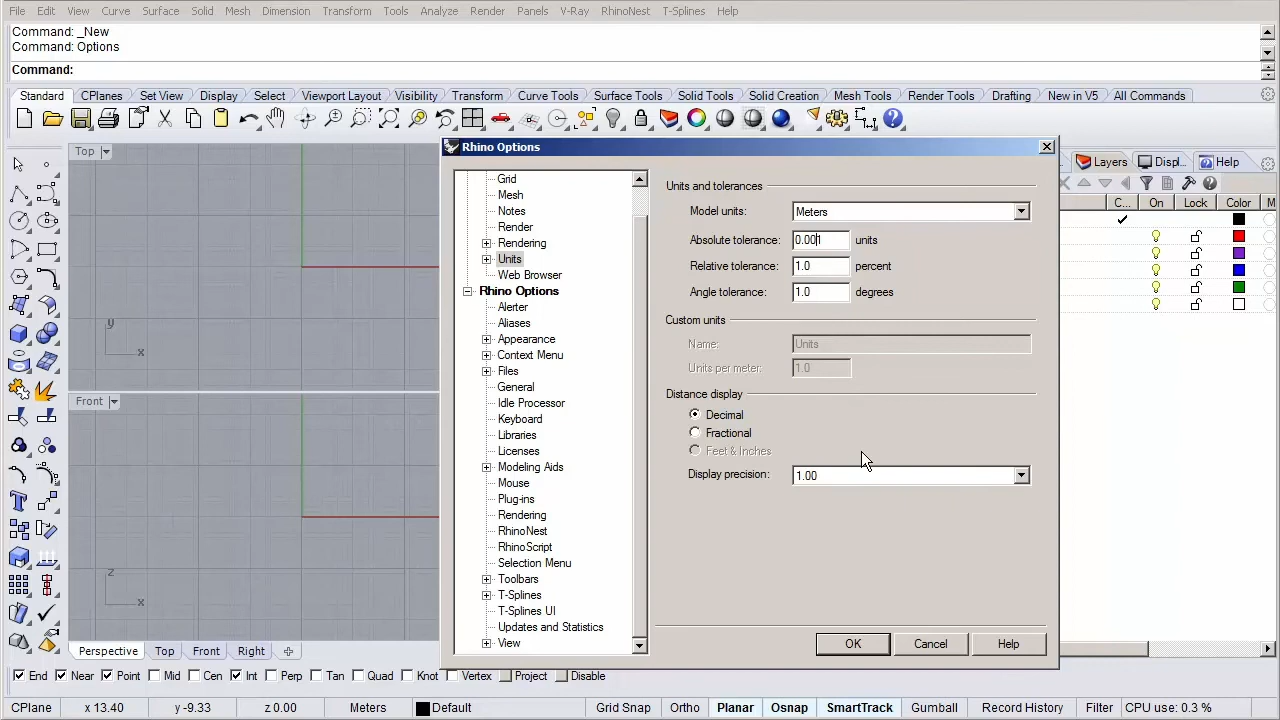 File Edit View Curve Surface Solid Mesh Dimension Transform Tools Analyze Render Panels V-Ray RhinoNest T-Splines Help
Command: _New
Command: Options
Command:
Standard CPlanes Set View Display Select Viewport Layout Visibility Transform Curve Tools Surface Tools Solid Tools Solid Creation Mesh Tools Render Tools Drafting New in V5 All Commands
Top
Rhino Options
Layers Displ... Help
Grid
Mesh
Notes
Render
Rendering
Units
Web Browser
Rhino Options
Alerter
Aliases
Appearance
Context Menu
Files
General
Idle Processor
Keyboard
Libraries
Licenses
Modeling Aids
Mouse
Plug-ins
Rendering
RhinoNest
RhinoScript
Selection Menu
Toolbars
T-Splines
T-Splines UI
Updates and Statistics
View
Units and tolerances
Model units: Meters
Absolute tolerance: 0.001 units
Relative tolerance: 1.0 percent
Angle tolerance: 1.0 degrees
Custom units
Name: Units
Units per meter: 1.0
Distance display
Decimal
Fractional
Feet & Inches
Display precision: 1.00
OK Cancel Help
C... On Lock Color M
y
x
Front
z
x
Perspective Top Front Right
End Near Point Mid Cen Int Perp Tan Quad Knot Vertex Project Disable
CPlane x 13.40 y -9.33 z 0.00 Meters Default Grid Snap Ortho Planar Osnap SmartTrack Gumball Record History Filter CPU use: 0.3 %